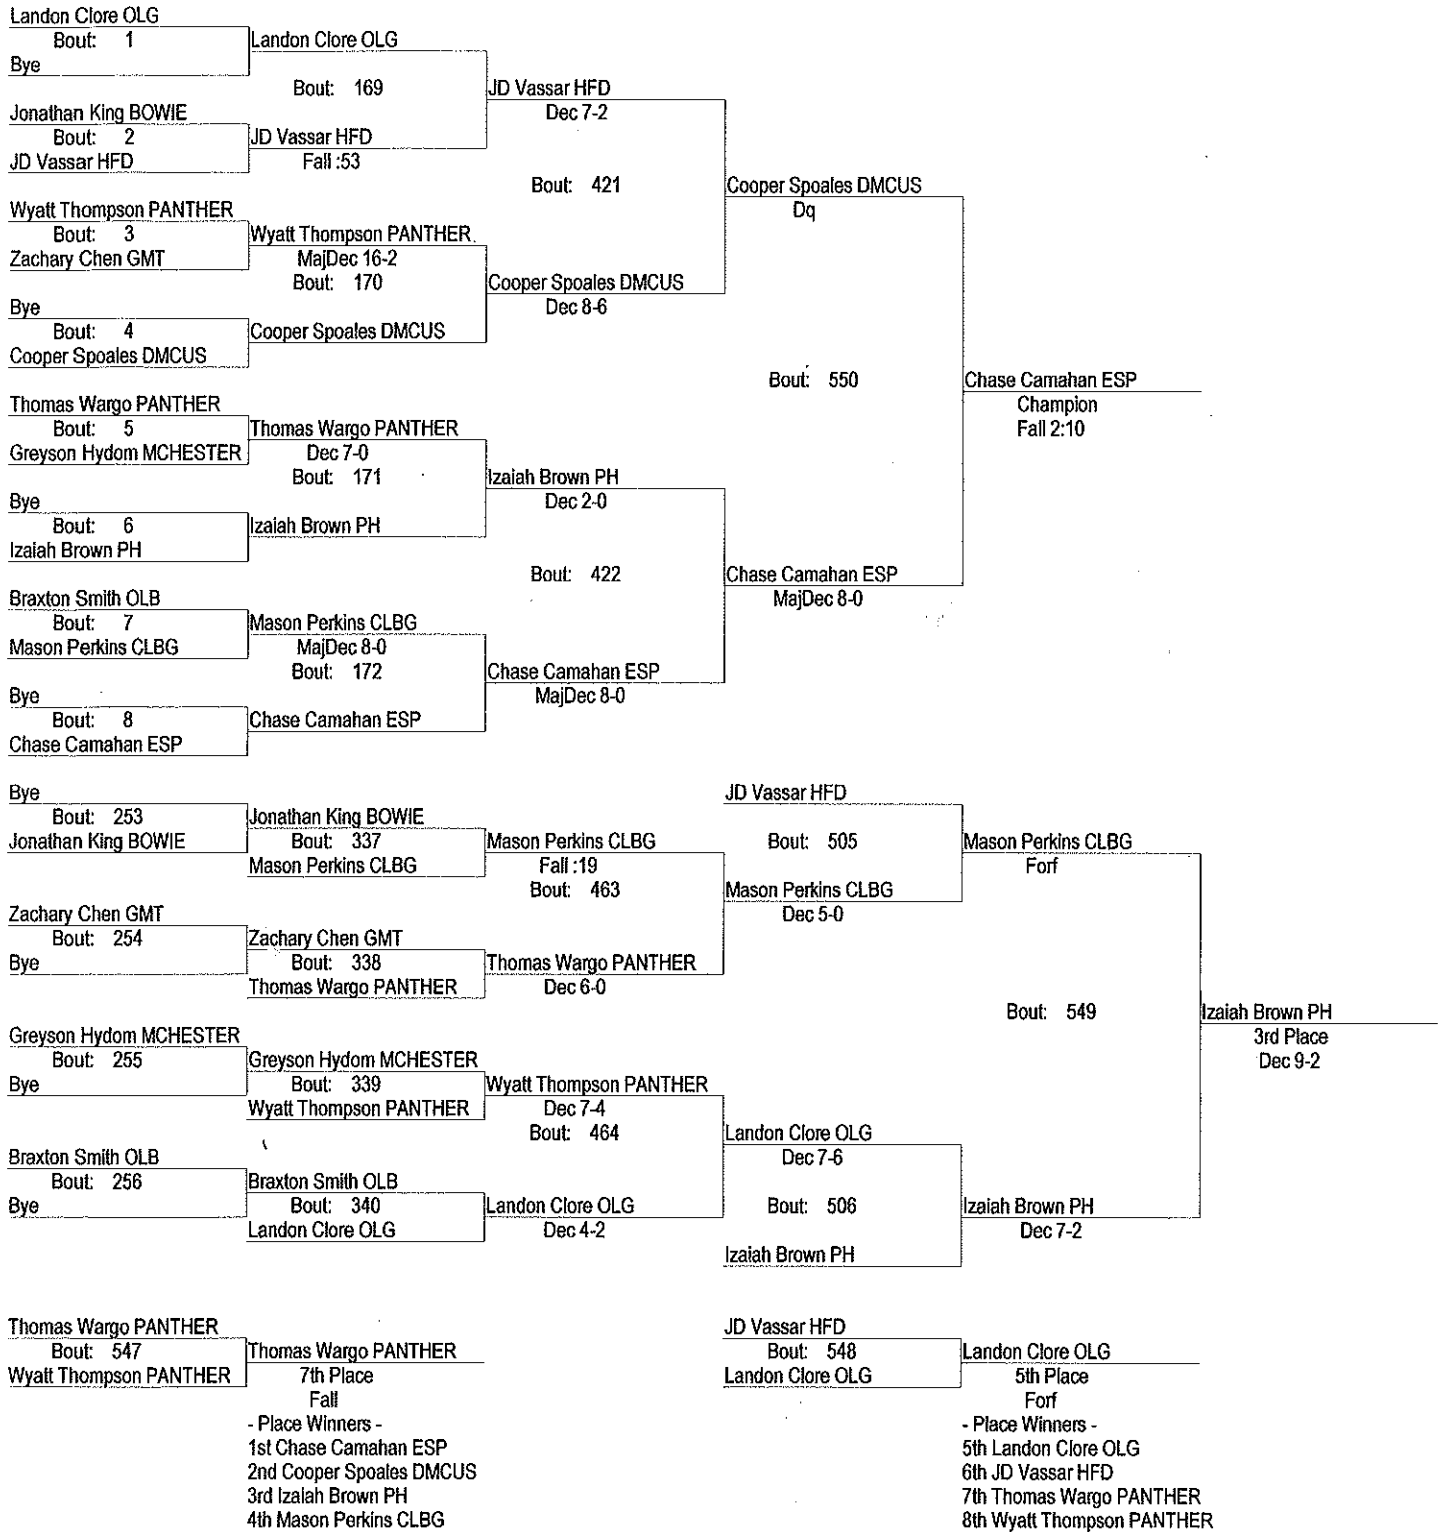 Landon Clore OLG
Bout: 1
Bye
Landon Clore OLG
Bout: 169
Jonathan King BOWIE
Bout: 2
JD Vassar HFD
JD Vassar HFD
Fall :53
JD Vassar HFD
Dec 7-2
Bout: 421
Wyatt Thompson PANTHER
Bout: 3
Zachary Chen GMT
Wyatt Thompson PANTHER
MajDec 16-2
Bout: 170
Bye
Bout: 4
Cooper Spoales DMCUS
Cooper Spoales DMCUS
Cooper Spoales DMCUS
Dec 8-6
Cooper Spoales DMCUS
Dq
Bout: 550
Thomas Wargo PANTHER
Bout: 5
Greyson Hydorn MCHESTER
Thomas Wargo PANTHER
Dec 7-0
Bout: 171
Bye
Bout: 6
Izaiah Brown PH
Izaiah Brown PH
Izaiah Brown PH
Dec 2-0
Bout: 422
Braxton Smith OLB
Bout: 7
Mason Perkins CLBG
Mason Perkins CLBG
MajDec 8-0
Bout: 172
Bye
Bout: 8
Chase Carnahan ESP
Chase Carnahan ESP
Chase Carnahan ESP
MajDec 8-0
Chase Carnahan ESP
MajDec 8-0
Chase Carnahan ESP
Champion
Fall 2:10
Bye
Bout: 253
Jonathan King BOWIE
Jonathan King BOWIE
Bout: 337
Mason Perkins CLBG
Mason Perkins CLBG
Fall :19
Bout: 463
Zachary Chen GMT
Bout: 254
Bye
Zachary Chen GMT
Bout: 338
Thomas Wargo PANTHER
Thomas Wargo PANTHER
Dec 6-0
JD Vassar HFD
Bout: 505
Mason Perkins CLBG
Dec 5-0
Mason Perkins CLBG
Forf
Bout: 549
Greyson Hydorn MCHESTER
Bout: 255
Bye
Greyson Hydorn MCHESTER
Bout: 339
Wyatt Thompson PANTHER
Wyatt Thompson PANTHER
Dec 7-4
Bout: 464
Braxton Smith OLB
Bout: 256
Bye
Braxton Smith OLB
Bout: 340
Landon Clore OLG
Landon Clore OLG
Dec 4-2
Landon Clore OLG
Dec 7-6
Bout: 506
Izaiah Brown PH
Izaiah Brown PH
Dec 7-2
Izaiah Brown PH
3rd Place
Dec 9-2
Thomas Wargo PANTHER
Bout: 547
Wyatt Thompson PANTHER
Thomas Wargo PANTHER
7th Place
Fall
- Place Winners -
1st Chase Carnahan ESP
2nd Cooper Spoales DMCUS
3rd Izaiah Brown PH
4th Mason Perkins CLBG
JD Vassar HFD
Bout: 548
Landon Clore OLG
Landon Clore OLG
5th Place
Forf
- Place Winners -
5th Landon Clore OLG
6th JD Vassar HFD
7th Thomas Wargo PANTHER
8th Wyatt Thompson PANTHER